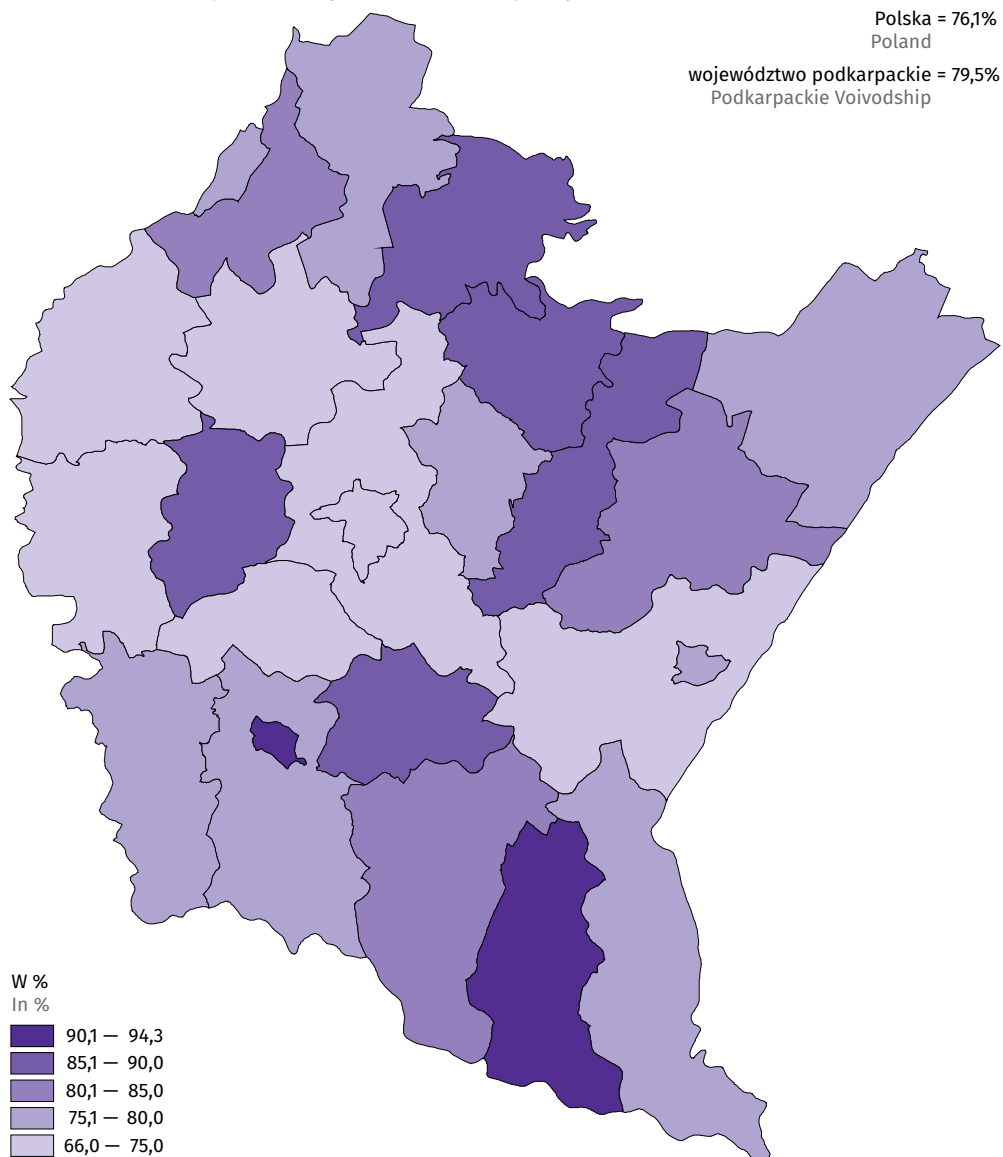 Polska = 76,1%
Poland
województwo podkarpackie = 79,5%
Podkarpackie Voivodship
W %
In %
90,1 — 94,3
85,1 — 90,0
80,1 — 85,0
75,1 — 80,0
66,0 — 75,0